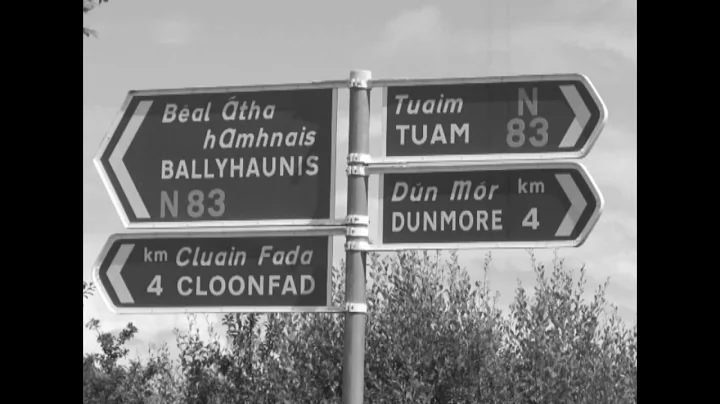 Béal Átha
hAmhnais
BALLYHAUNIS
N 83
km Cluain Fada
4 CLOONFAD
Tuaim N
TUAM 83
Dún Mór km
DUNMORE 4